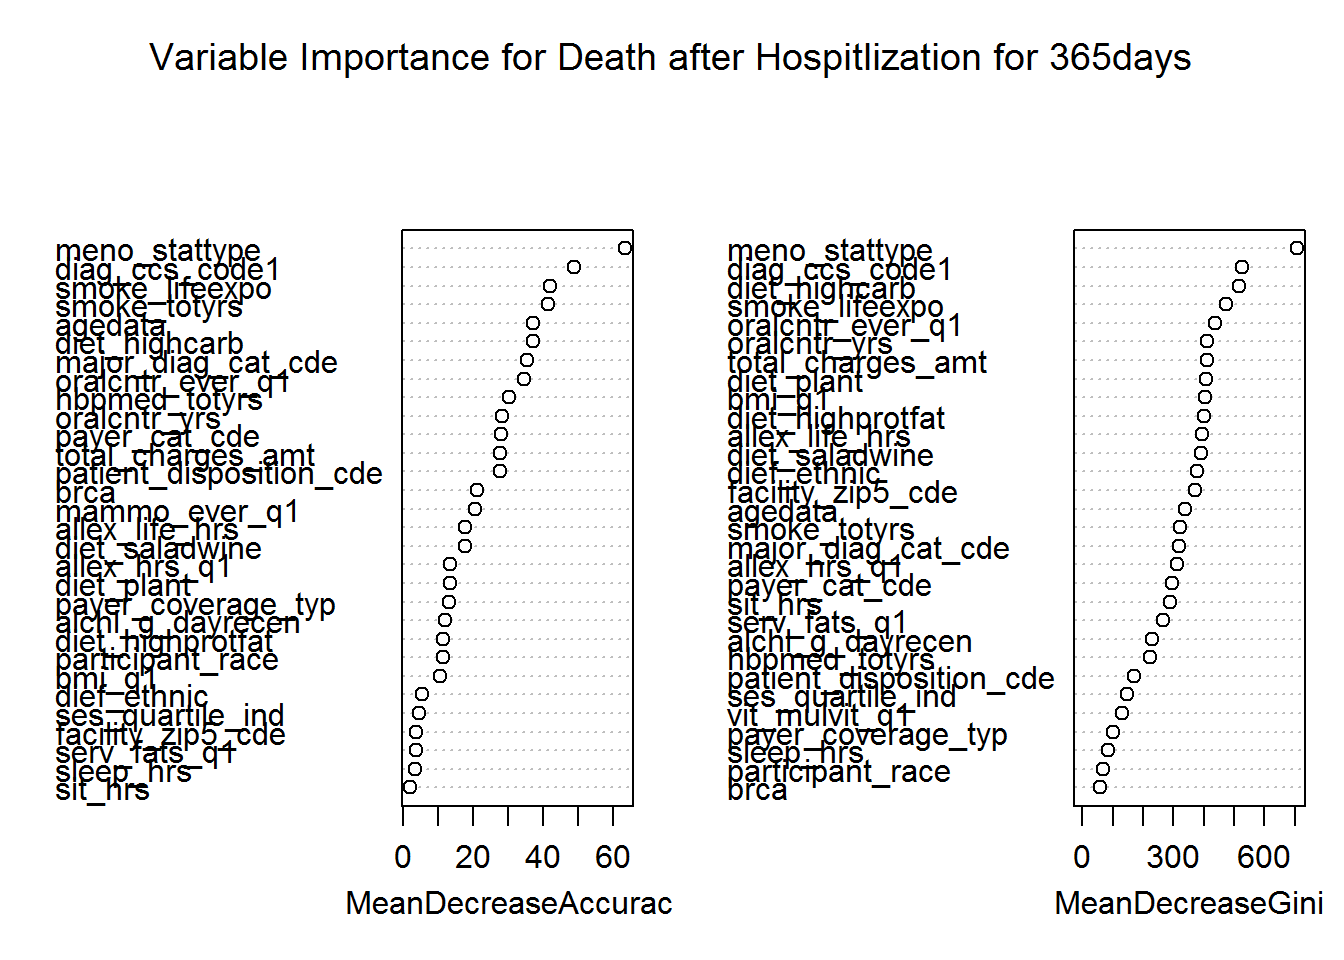 Variable Importance for Death after Hospitlization for 365days
meno_stattype
diag_ccs_code1
smoke_lifeexpo
smoke_totyrs
agedata
diet_highcarb
major_diag_cat_cde
oralcntr_ever_q1
hbpmed_totyrs
oralcntr_yrs
payer_cat_cde
total_charges_amt
patient_disposition_cde
brca
mammo_ever_q1
allex_life_hrs
diet_saladwine
allex_hrs_q1
diet_plant
payer_coverage_typ
alchl_g_dayrecen
diet_highprotfat
participant_race
bmi_q1
dief_ethnic
ses_quartile_ind
facility_zip5_cde
serv_fats_q1
sleep_hrs
sit_hrs
0 20 40 60
MeanDecreaseAccurac
meno_stattype
diag_ccs_code1
diet_highcarb
smoke_lifeexpo
oralcntr_ever_q1
oralcntr_yrs
total_charges_amt
diet_plant
bmi_q1
diet_highprotfat
allex_life_hrs
diet_saladwine
dief_ethnic
facility_zip5_cde
agedata
smoke_totyrs
major_diag_cat_cde
allex_hrs_q1
payer_cat_cde
sit_hrs
serv_fats_q1
alchl_g_dayrecen
hbpmed_totyrs
patient_disposition_cde
ses_quartile_ind
vit_mulvit_q1
payer_coverage_typ
sleep_hrs
participant_race
brca
0 300 600
MeanDecreaseGini